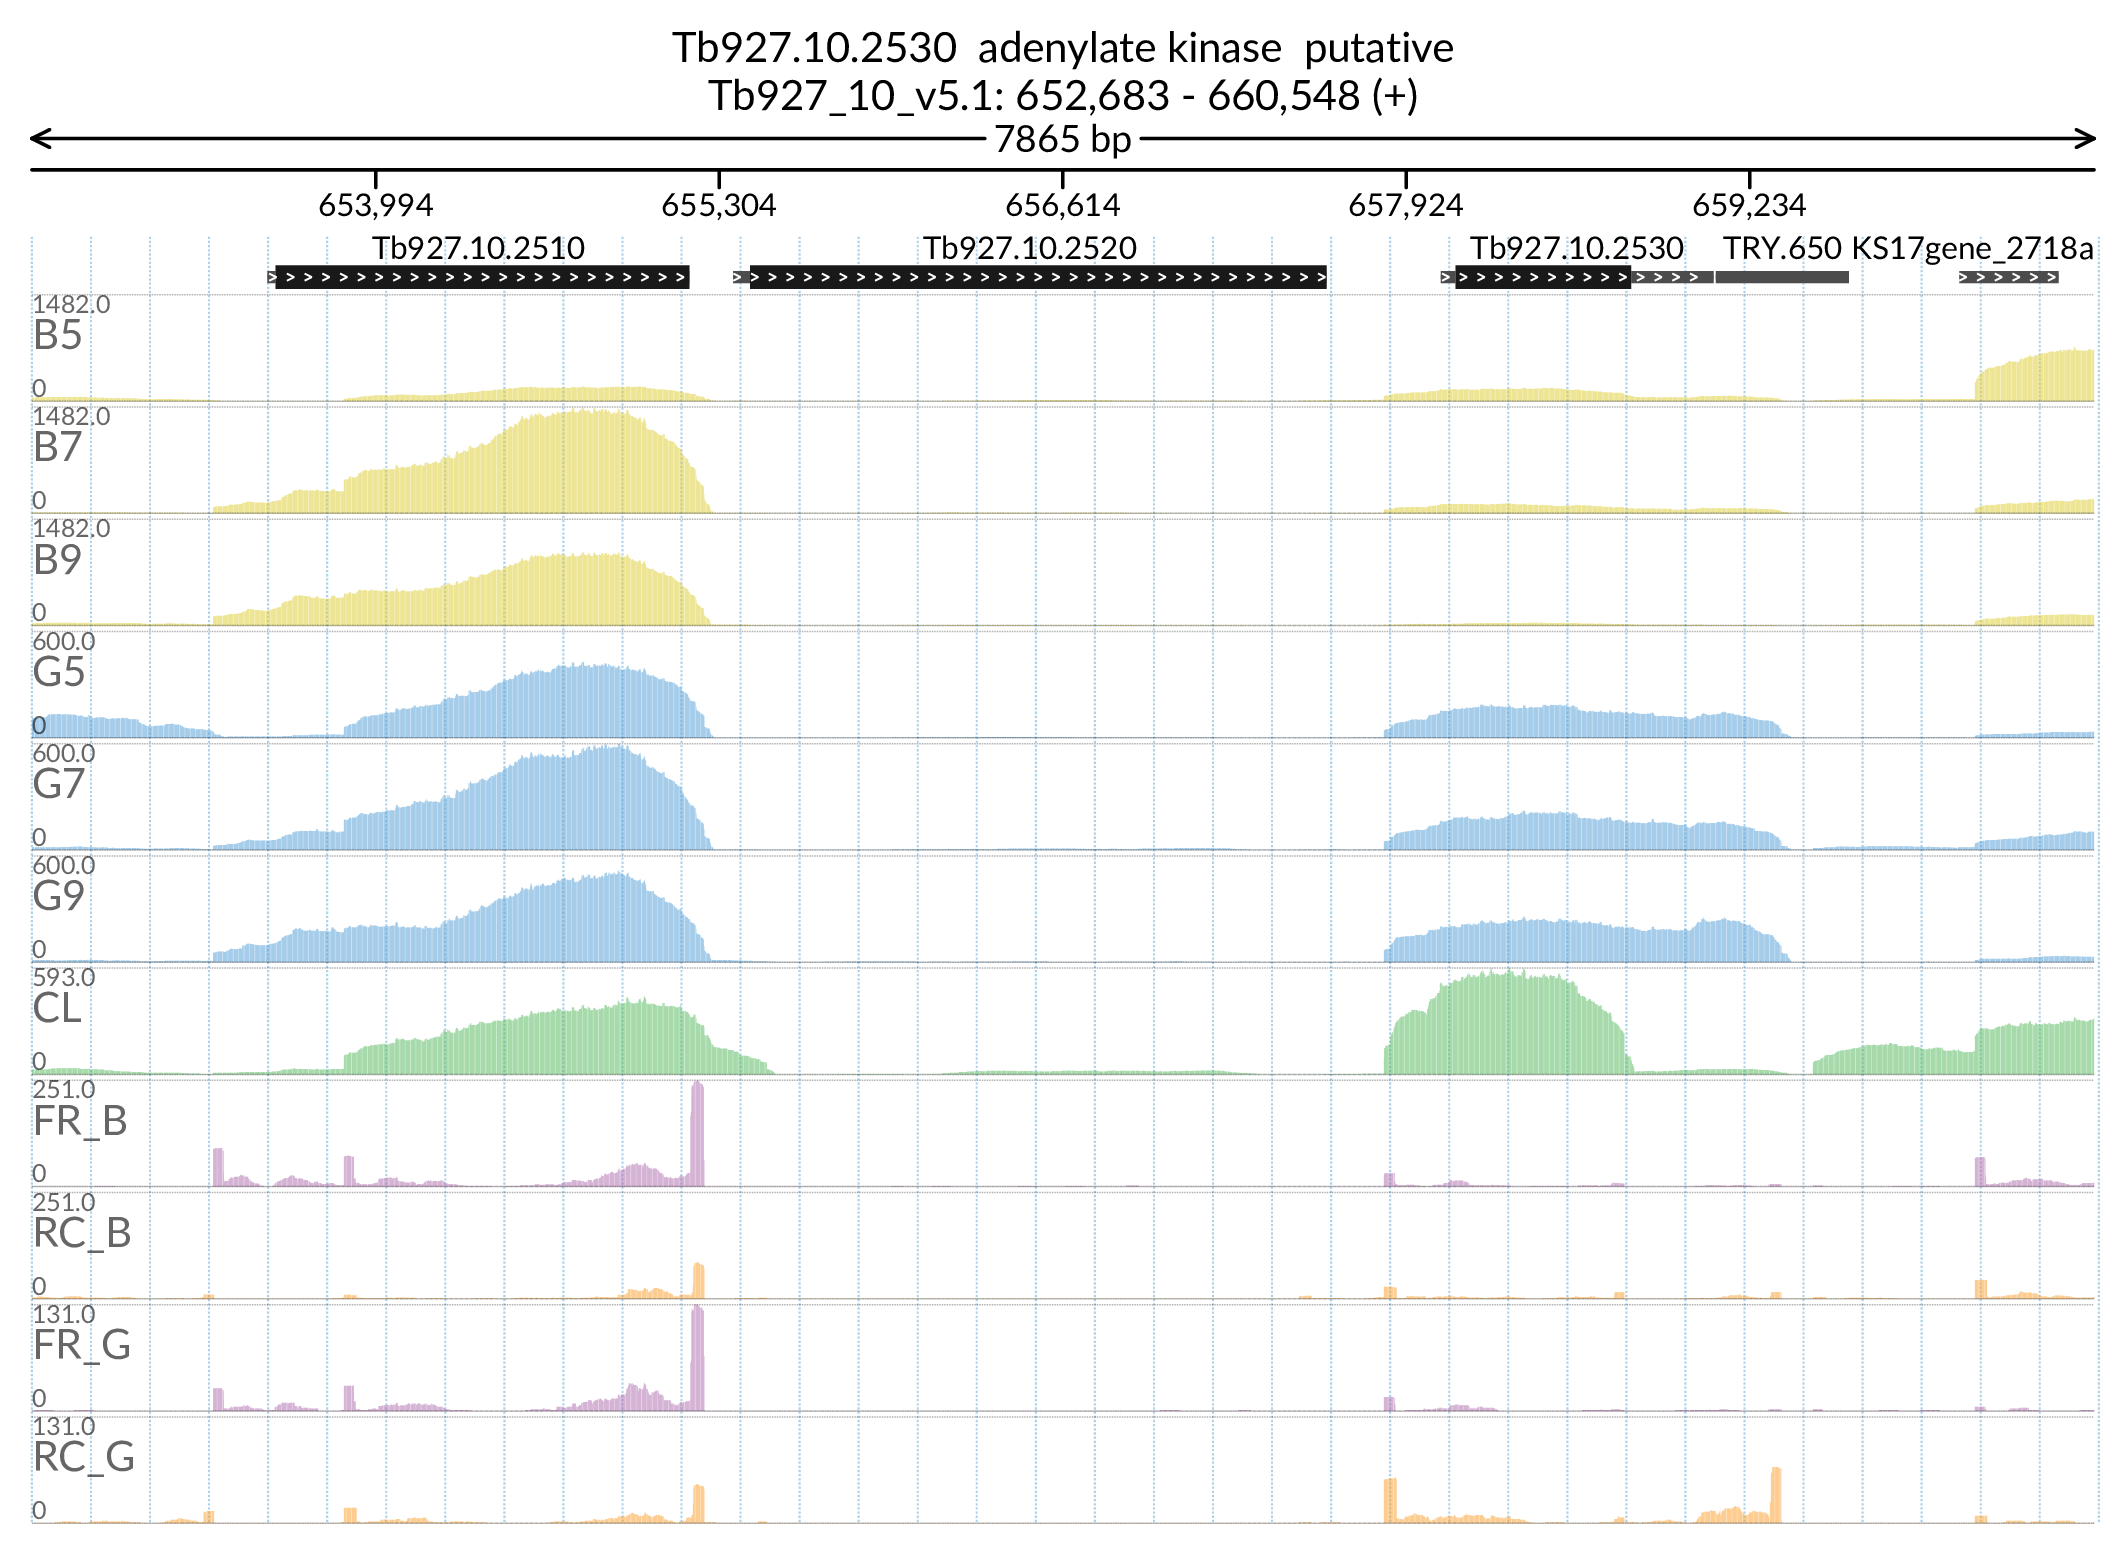 Tb927.10.2530  adenylate kinase  putative
Tb927_10_v5.1: 652,683 - 660,548 (+)
7865 bp
653,994 655,304 656,614 657,924 659,234
Tb927.10.2510 Tb927.10.2520 Tb927.10.2530 TRY.650 KS17gene_2718a
1482.0
B5
0
1482.0
B7
0
1482.0
B9
0
600.0
G5
0
600.0
G7
0
600.0
G9
0
593.0
CL
0
251.0
FR_B
0
251.0
RC_B
0
131.0
FR_G
0
131.0
RC_G
0